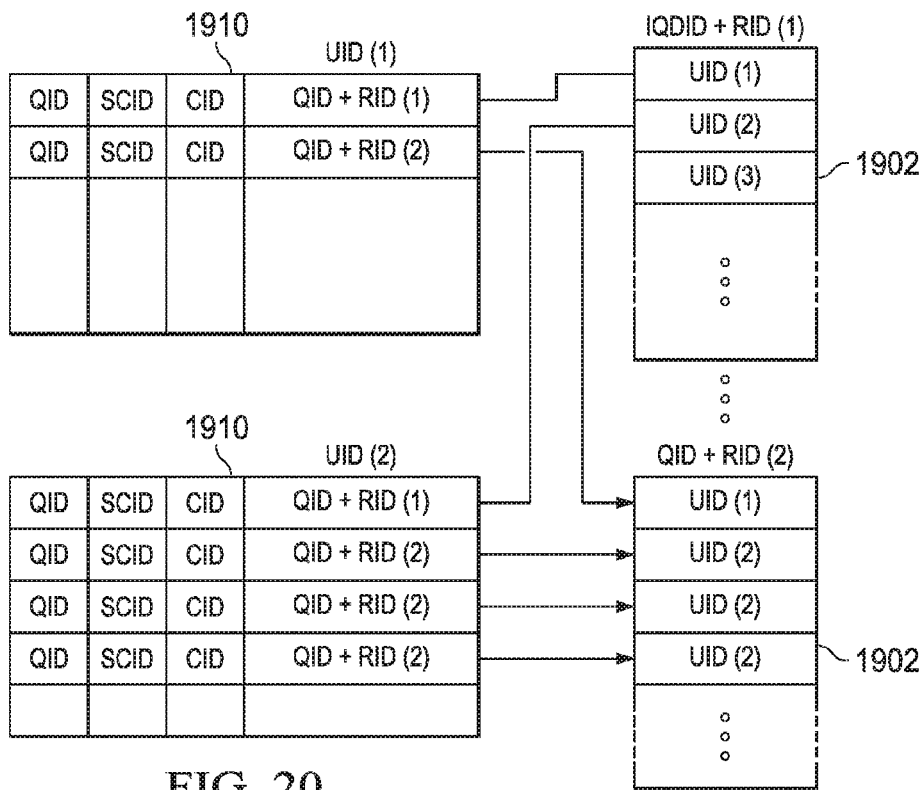 1910
UID (1)
QID SCID CID QID + RID (1)
QID SCID CID QID + RID (2)
IQDID + RID (1)
UID (1)
UID (2)
UID (3)
1902
1910
UID (2)
QID SCID CID QID + RID (1)
QID SCID CID QID + RID (2)
QID SCID CID QID + RID (2)
QID SCID CID QID + RID (2)
QID + RID (2)
UID (1)
UID (2)
UID (2)
UID (2)
1902
FIG. 20